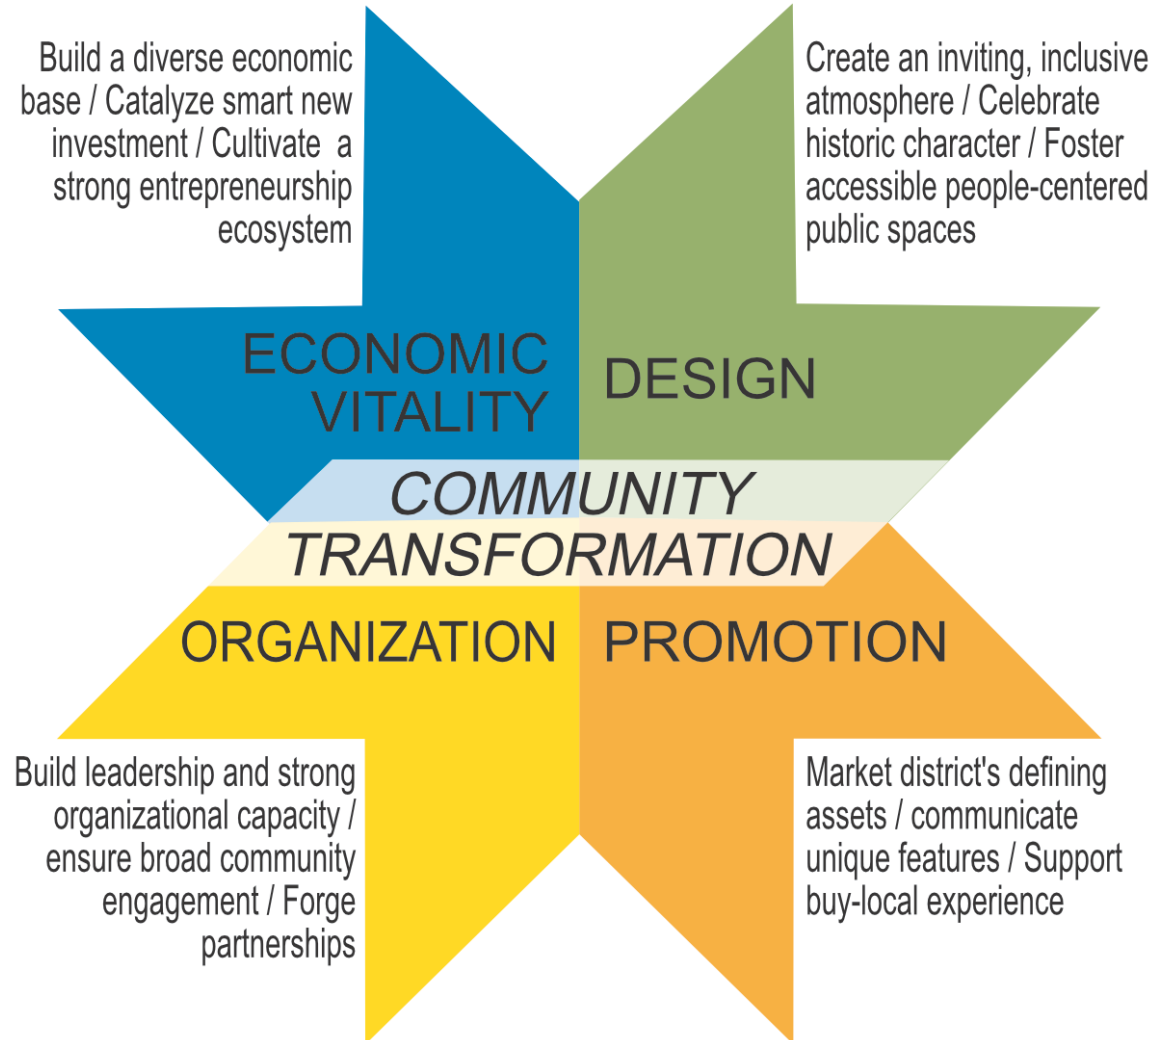 Build a diverse economic
base / Catalyze smart new
investment / Cultivate a
strong entrepreneurship
ecosystem
Create an inviting, inclusive
atmosphere / Celebrate
historic character / Foster
accessible people-centered
public spaces
ECONOMIC
VITALITY
DESIGN
COMMUNITY
TRANSFORMATION
ORGANIZATION
PROMOTION
Build leadership and strong
organizational capacity /
ensure broad community
engagement / Forge
partnerships
Market district's defining
assets / communicate
unique features / Support
buy-local experience